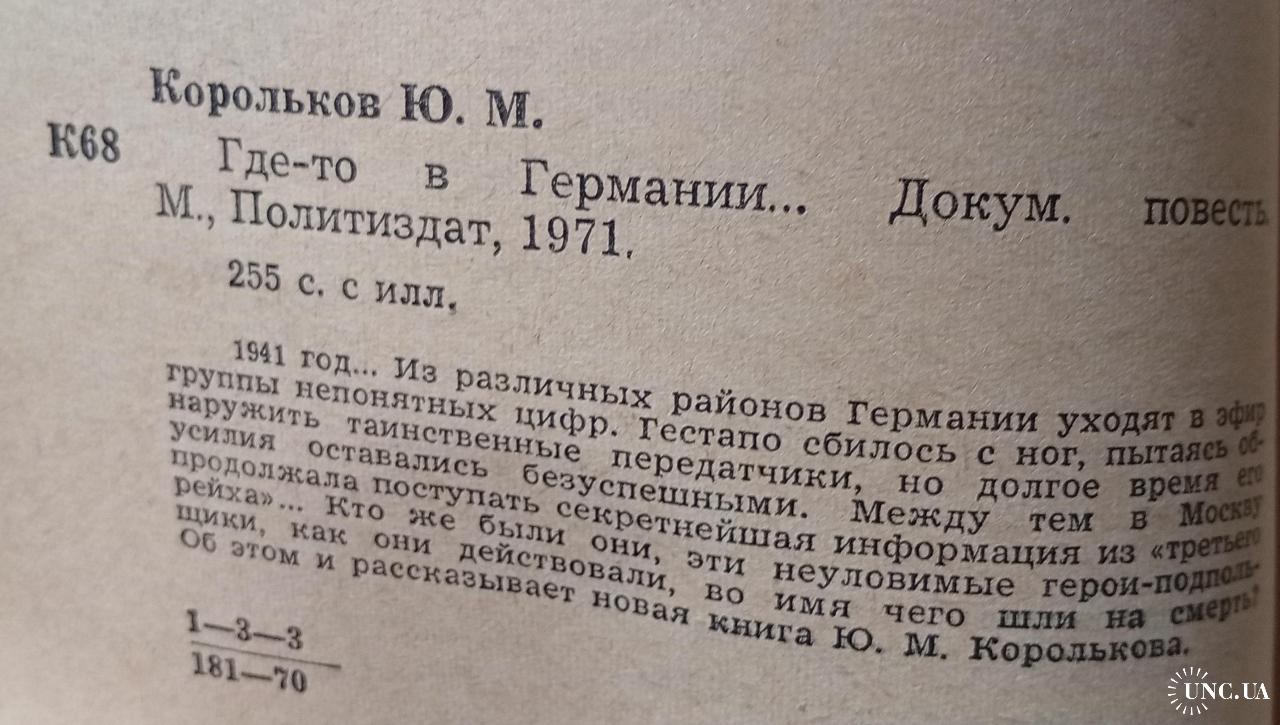 Корольков Ю. М.
К68 Где-то в Германии... Докум. повесть.
М., Политиздат, 1971.
255 с. с илл.
1941 год... Из различных районов Германии уходят в эфир
группы непонятных цифр. Гестапо сбилось с ног, пытаясь об-
наружить таинственные передатчики, но долгое время его
усилия оставались безуспешными. Между тем в Москву
продолжала поступать секретнейшая информация из «третьего
рейха»... Кто же были они, эти неуловимые герои-подполь-
щики, как они действовали, во имя чего шли на смерть?
Об этом и рассказывает новая книга Ю. М. Королькова.
1—3—3
181—70
UNC.UA